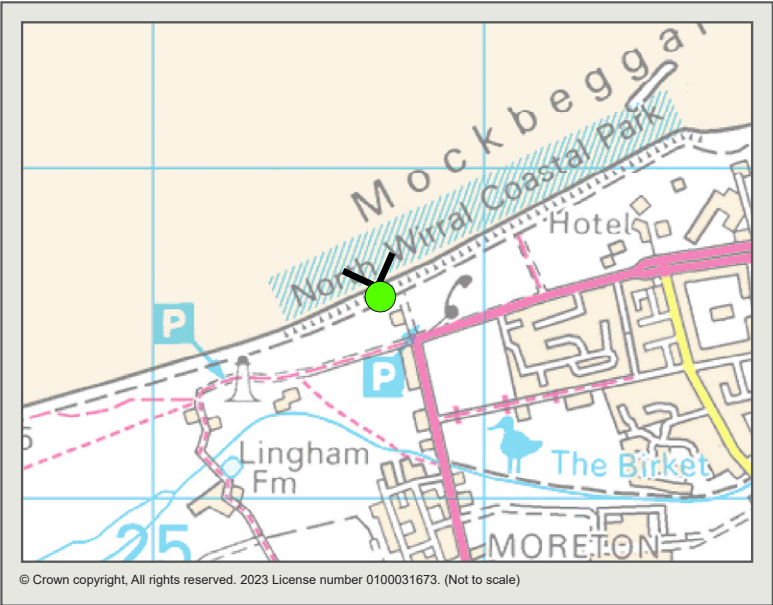 Mockbeggar
North Wirral Coastal Park
Hotel
P
P
Lingham
Fm
The Birket
25
MORETON
© Crown copyright, All rights reserved. 2023 License number 0100031673. (Not to scale)